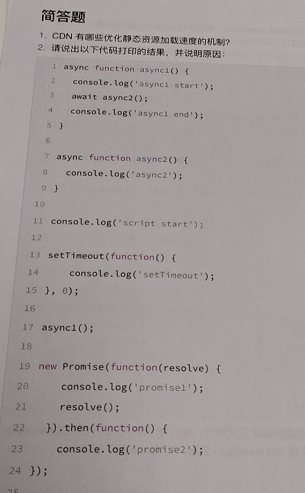 简答题
1. CDN 有哪些优化静态资源加载速度的机制?
2. 请说出以下代码打印的结果，并说明原因:
1 async function async1() {
2 console.log('async1 start');
3 await async2();
4 console.log('async1 end');
5 }
6
7 async function async2() {
8 console.log('async2');
9 }
10
11 console.log('script start');
12
13 setTimeout(function() {
14 console.log('setTimeout');
15 }, 0);
16
17 async1();
18
19 new Promise(function(resolve) {
20 console.log('promise1');
21 resolve();
22 }).then(function() {
23 console.log('promise2');
24 });
25